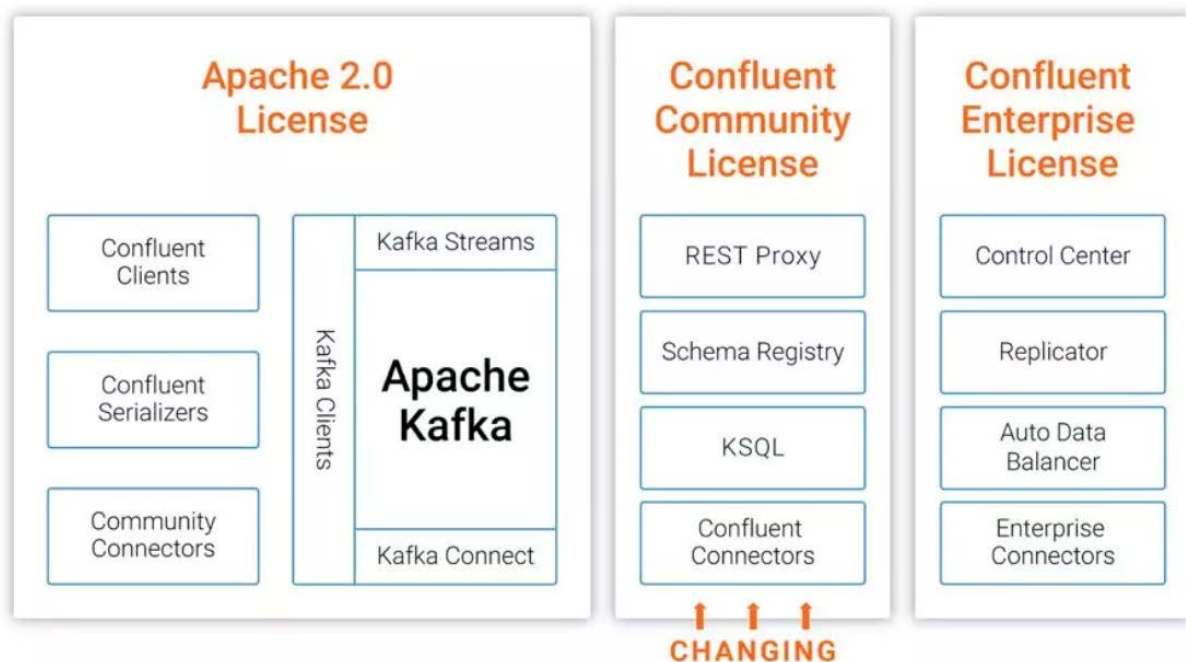 Apache 2.0
License
Confluent
Clients
Confluent
Serializers
Community
Connectors
Kafka Clients
Kafka Streams
Apache
Kafka
Kafka Connect
Confluent
Community
License
REST Proxy
Schema Registry
KSQL
Confluent
Connectors
CHANGING
Confluent
Enterprise
License
Control Center
Replicator
Auto Data
Balancer
Enterprise
Connectors